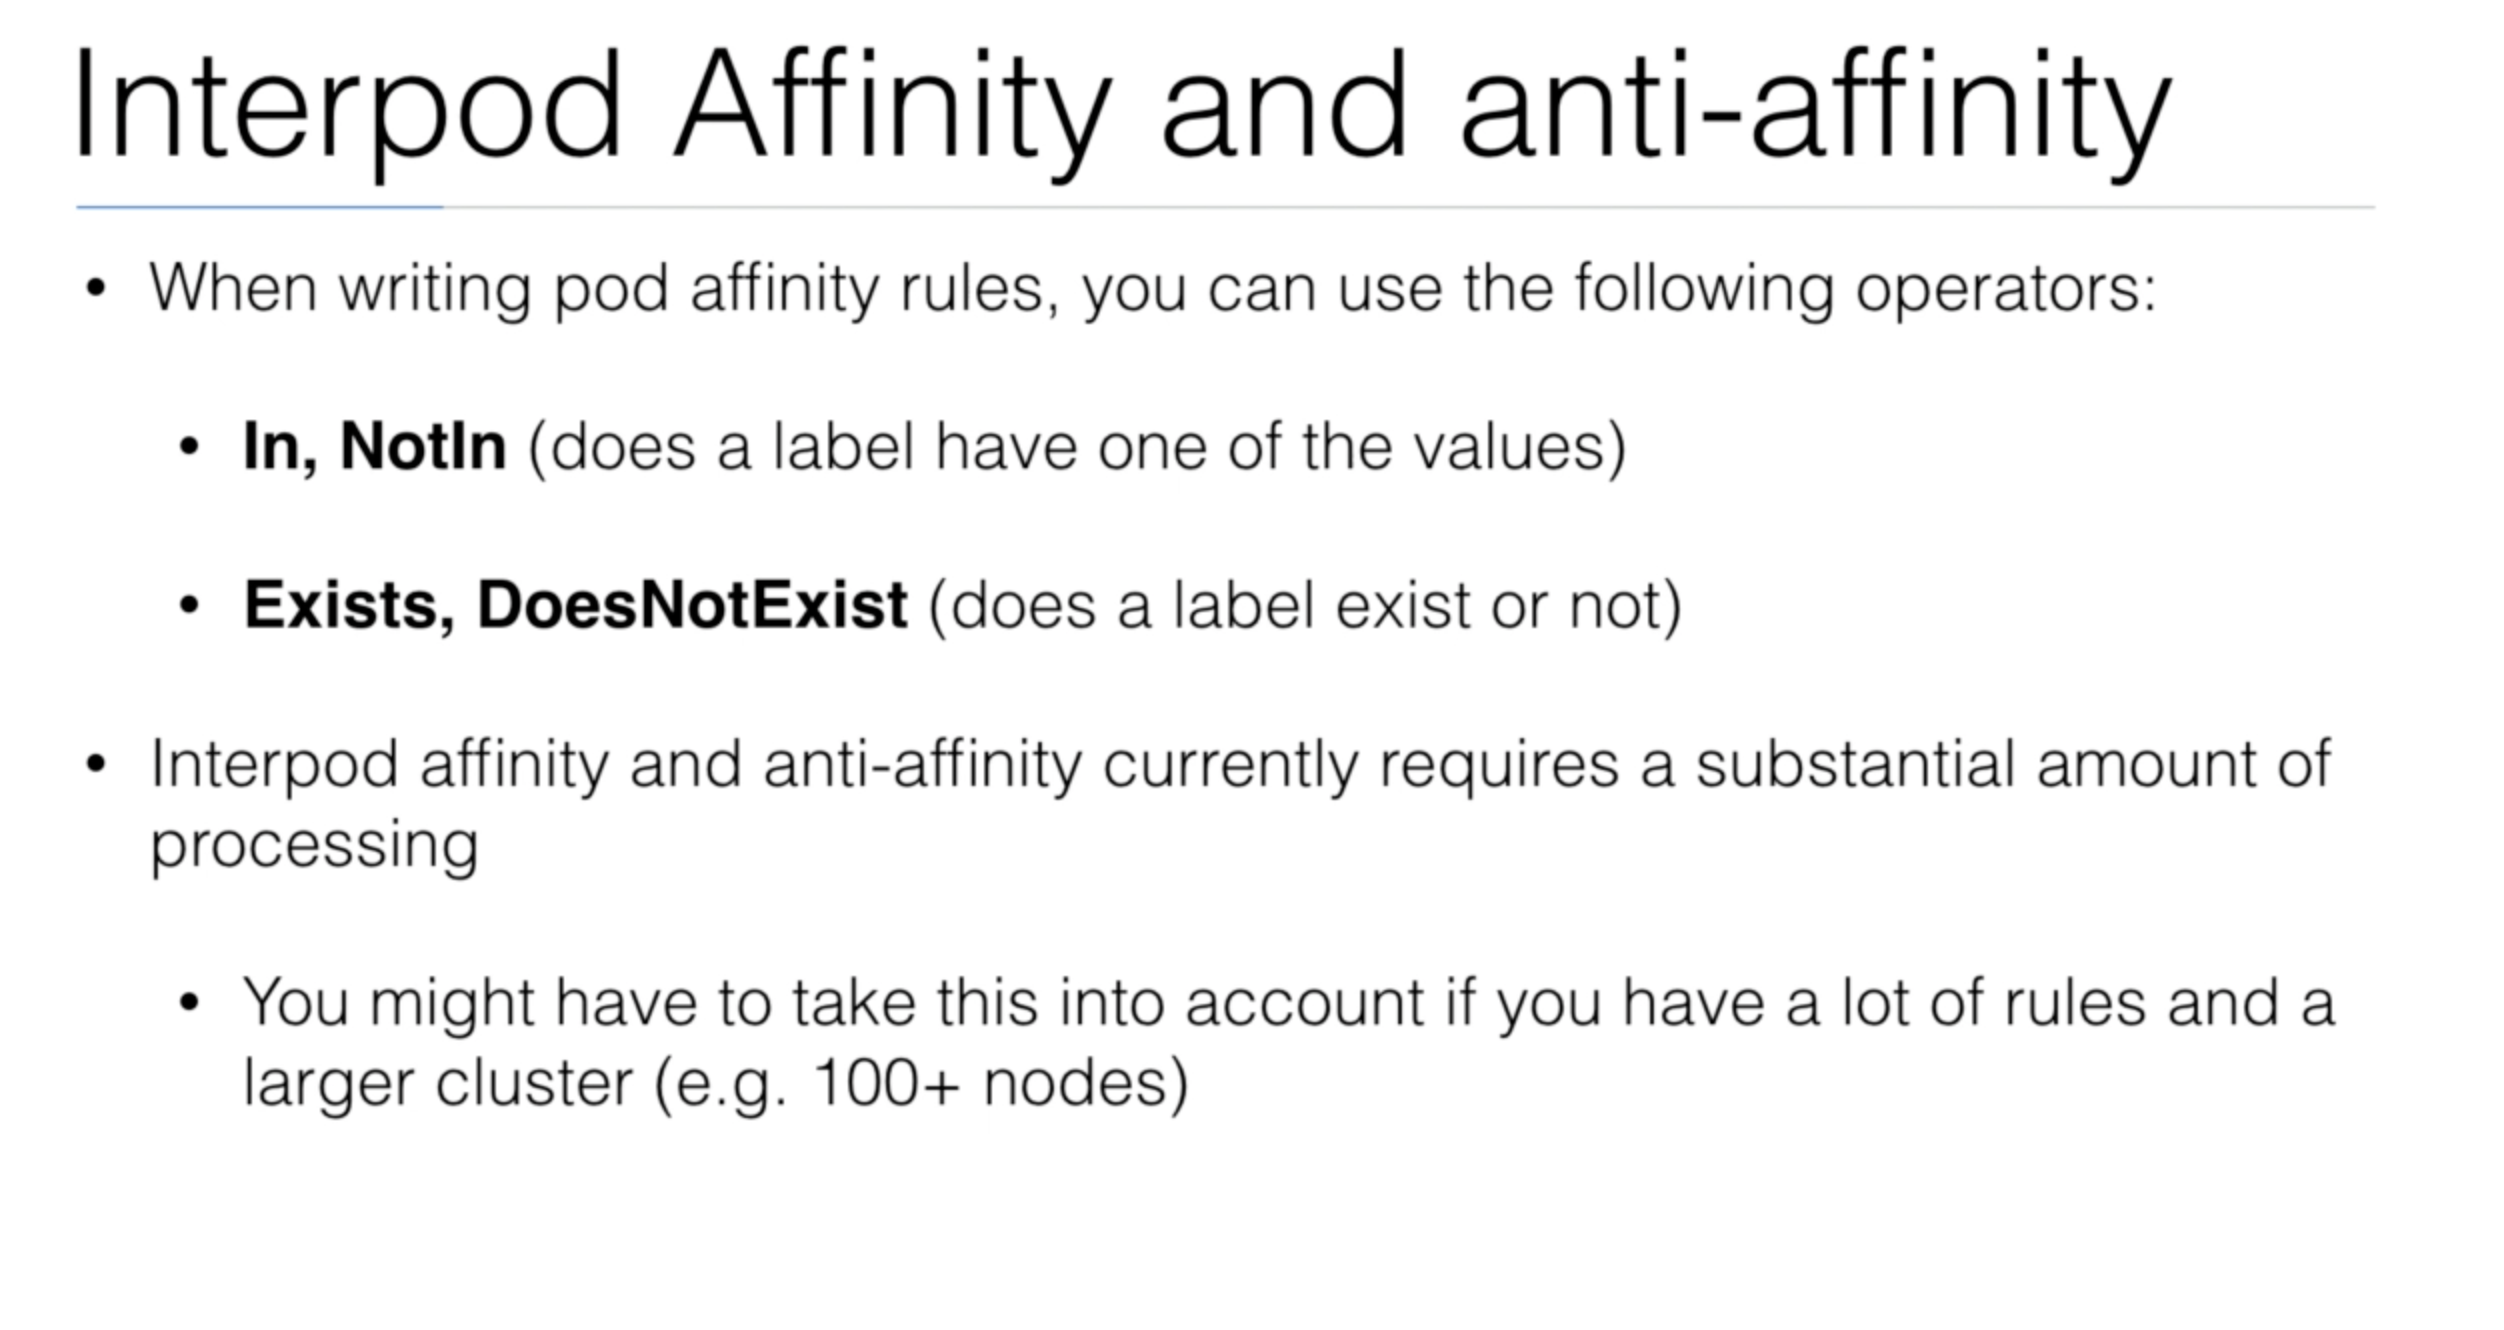 Interpod Affinity and anti-affinity
• When writing pod affinity rules, you can use the following operators:
• In, NotIn (does a label have one of the values)
• Exists, DoesNotExist (does a label exist or not)
• Interpod affinity and anti-affinity currently requires a substantial amount of
processing
• You might have to take this into account if you have a lot of rules and a
larger cluster (e.g. 100+ nodes)